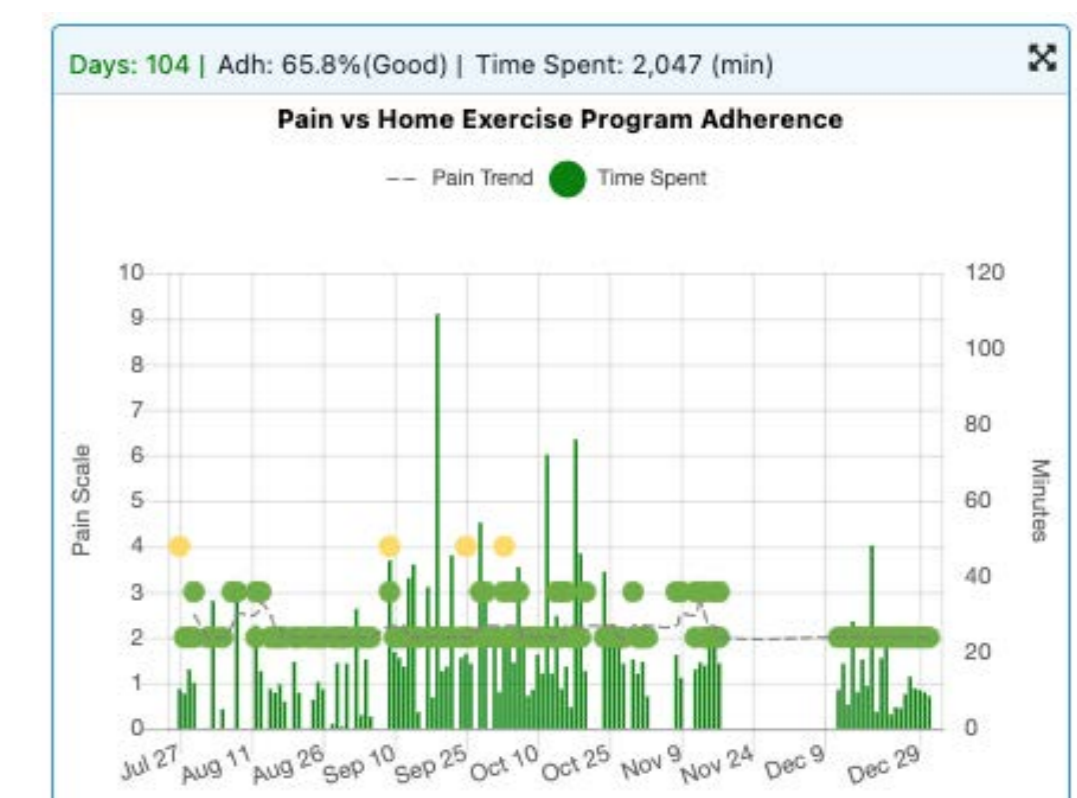 Days: 104 | Adh: 65.8%(Good) | Time Spent: 2,047 (min)
Pain vs Home Exercise Program Adherence
Pain Trend Time Spent
10 120
9
8 100
7 80
6
5 60
4
3 40
2 20
1
0 0
Pain Scale
Minutes
Jul 27 Aug 11 Aug 26 Sep 10 Sep 25 Oct 10 Oct 25 Nov 9 Nov 24 Dec 9 Dec 29